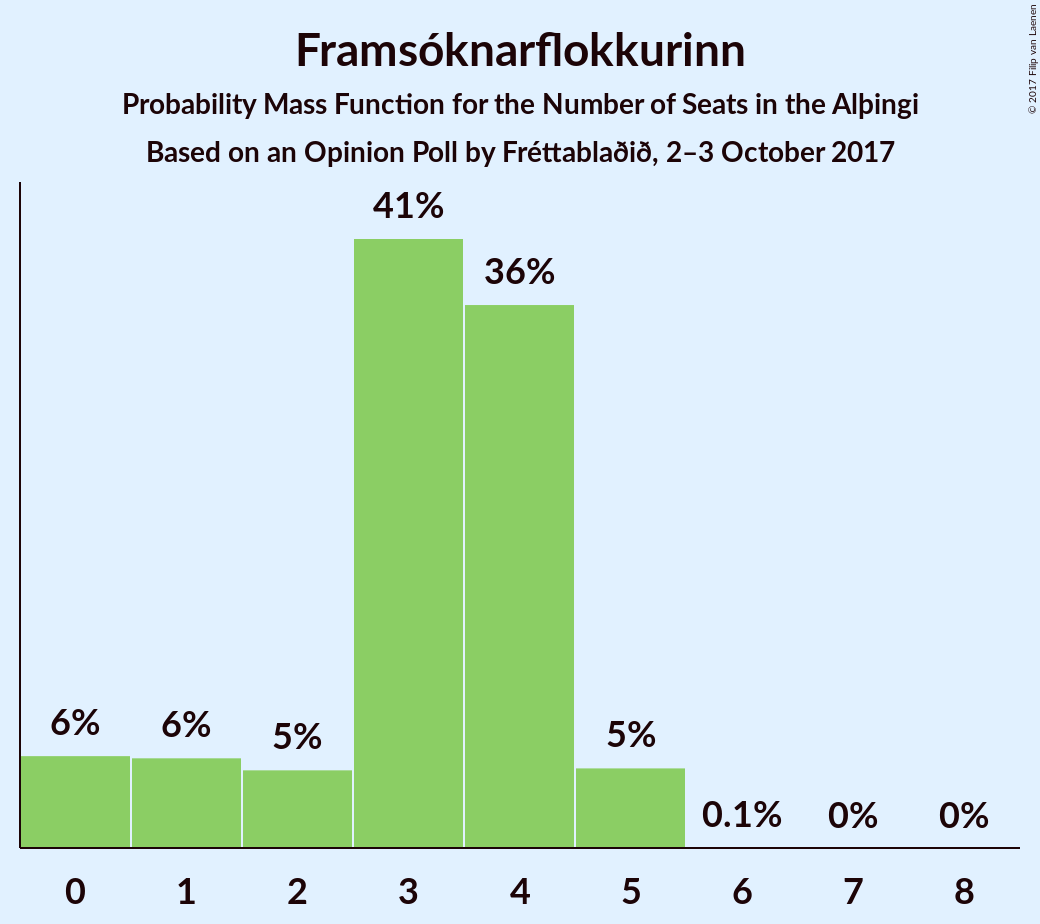 Framsóknarflokkurinn
Probability Mass Function for the Number of Seats in the Alþingi
Based on an Opinion Poll by Fréttablaðið, 2–3 October 2017
© 2017 Filip van Laenen
41%
36%
6%
6%
5%
5%
0.1%
0%
0%
0 1 2 3 4 5 6 7 8